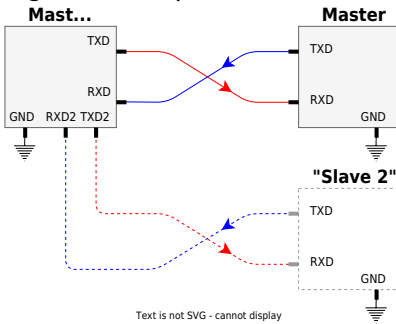 Mast...
Master
TXD
TXD
RXD
RXD
GND
RXD2
TXD2
GND
"Slave 2"
TXD
RXD
GND
Text is not SVG - cannot display